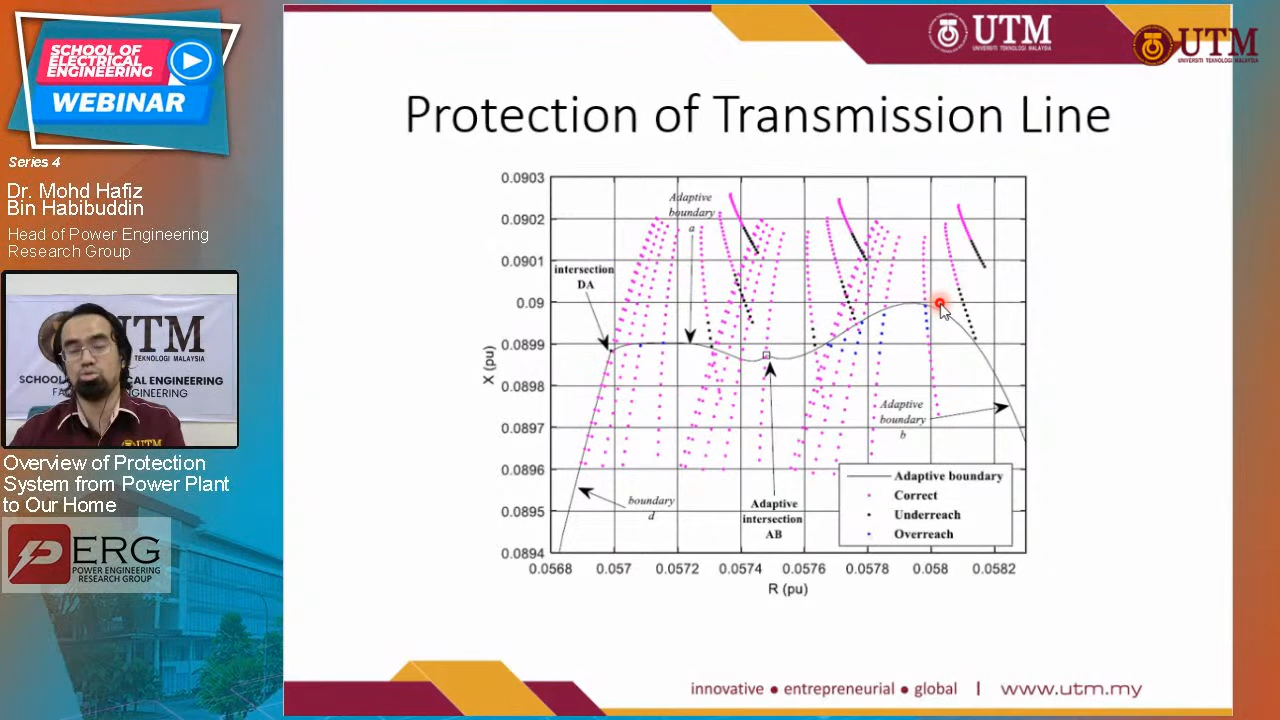 SCHOOL OF
ELECTRICAL
ENGINEERING
WEBINAR
Series 4
Dr. Mohd Hafiz
Bin Habibuddin
Head of Power Engineering
Research Group
UTM
TEKNOLOGI MALAYSIA
ICAL ENGINEERING
ENGINEERING
UTM
Overview of Protection
System from Power Plant
to Our Home
PERG
POWER ENGINEERING
RESEARCH GROUP
UTM
UNIVERSITI TEKNOLOGI MALAYSIA
UTM
UNIVERSITI TEKNOLOGI MALAYSIA
Protection of Transmission Line
0.0903
0.0902
0.0901
0.09
0.0899
0.0898
0.0897
0.0896
0.0895
0.0894
X (pu)
Adaptive
boundary
a
intersection
DA
Adaptive
boundary
b
boundary
d
Adaptive
intersection
AB
Adaptive boundary
Correct
Underreach
Overreach
0.0568 0.057 0.0572 0.0574 0.0576 0.0578 0.058 0.0582
R (pu)
innovative ● entrepreneurial ● global | www.utm.my